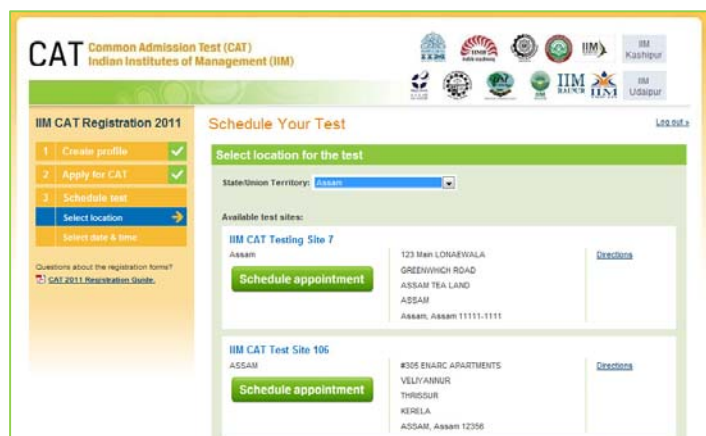 CAT Common Admission Test (CAT)
Indian Institutes of Management (IIM)
IIM
Kashipur
IIM
Udaipur
IIM CAT Registration 2011
1 Create profile
2 Apply for CAT
3 Schedule test
Select location
Select date & time
Questions about the registration forms?
CAT 2011 Registration Guide.
Schedule Your Test
Log out »
Select location for the test
State/Union Territory: Assam
Available test sites:
IIM CAT Testing Site 7
Assam
Schedule appointment
123 Main LONAEWALA
GREENWHICH ROAD
ASSAM TEA LAND
ASSAM
Assam, Assam 11111-1111
Directions
IIM CAT Test Site 106
ASSAM
Schedule appointment
#305 ENARC APARTMENTS
VELIYANNUR
THRISSUR
KERELA
ASSAM, Assam 12356
Directions